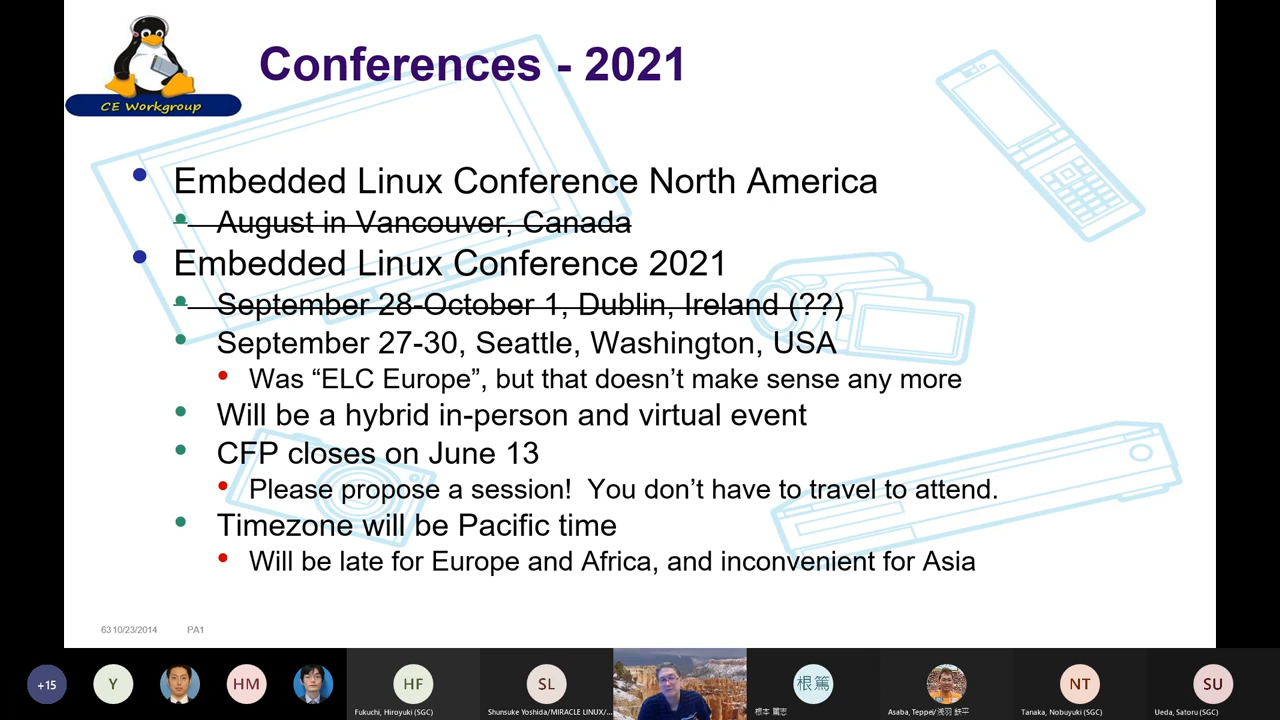 CE Workgroup
Conferences - 2021
Embedded Linux Conference North America
August in Vancouver, Canada
Embedded Linux Conference 2021
September 28-October 1, Dublin, Ireland (??)
September 27-30, Seattle, Washington, USA
Was “ELC Europe”, but that doesn’t make sense any more
Will be a hybrid in-person and virtual event
CFP closes on June 13
Please propose a session! You don’t have to travel to attend.
Timezone will be Pacific time
Will be late for Europe and Africa, and inconvenient for Asia
63 10/23/2014 PA1
+15 Y HM HF SL 根篤 NT SU
Fukuchi, Hiroyuki (SGC) Shunsuke Yoshida/MIRACLE LINUX/... 根本 篤志 Asaba, Teppei/浅羽 鉄平 Tanaka, Nobuyuki (SGC) Ueda, Satoru (SGC)